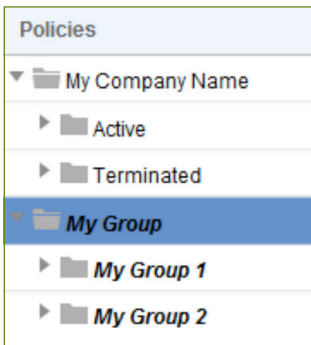 Policies
My Company Name
Active
Terminated
My Group
My Group 1
My Group 2